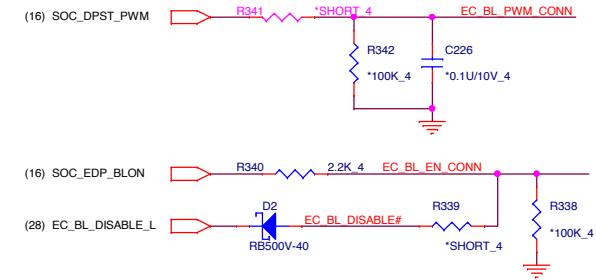 (16) SOC_DPST_PWM R341 *SHORT_4 EC_BL_PWM_CONN
R342 C226
*100K_4 *0.1U/10V_4
(16) SOC_EDP_BLON R340 2.2K_4 EC_BL_EN_CONN
D2 R339 R338
(28) EC_BL_DISABLE_L EC_BL_DISABLE# *100K_4
RB500V-40 *SHORT_4